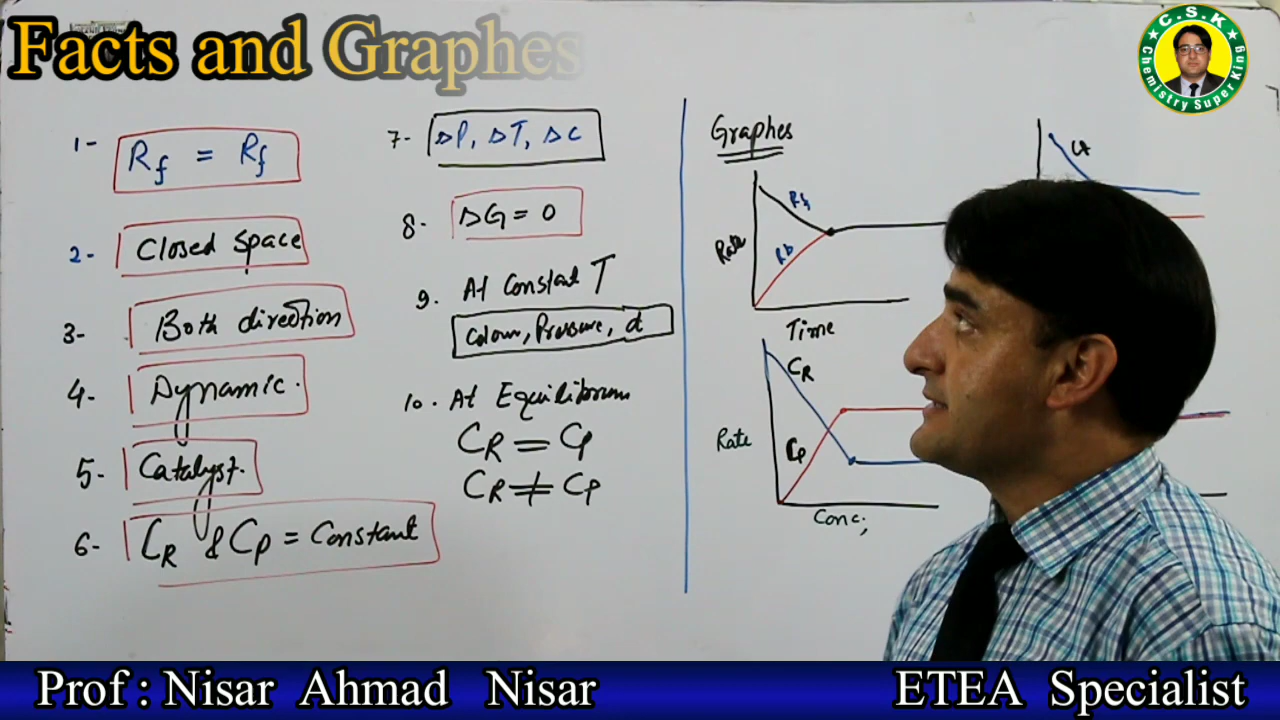 Facts and Graphes
C.S.K
Chemistry Super King
1- Rf = Rf
2- Closed Space
3- Both direction
4- Dynamic.
5- Catalyst.
6- CR & CP = Constant
7- ΔP, ΔT, ΔC
8- ΔG = 0
9. At Constant T
Colour, Pressure, d
10. At Equilibrium
CR = CP
CR ≠ CP
Graphes
Rate
Rf
Rb
Time
CR
Rate
CP
Conc;
Prof : Nisar Ahmad Nisar
ETEA Specialist